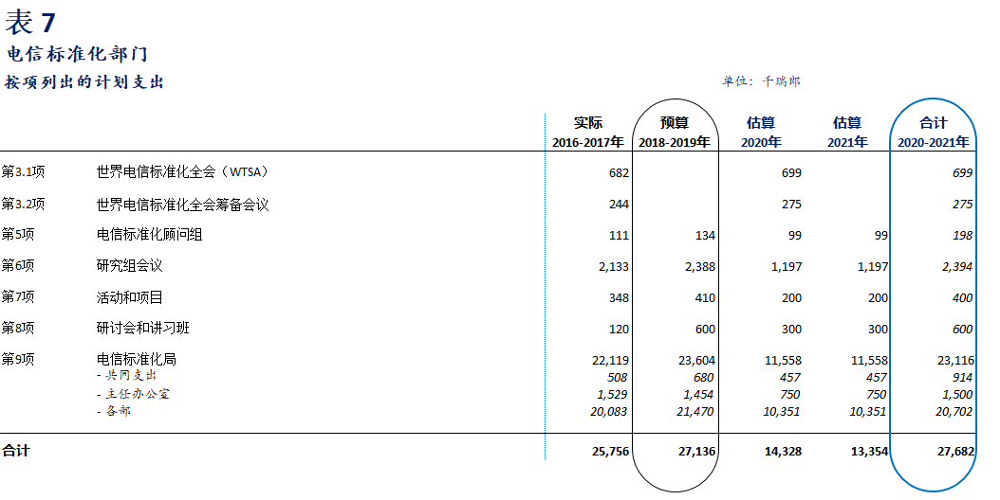 表 7
电信标准化部门
按项列出的计划支出
单位：千瑞郎
实际 预算 估算 估算 合计
2016-2017年 2018-2019年 2020年 2021年 2020-2021年
第3.1项 世界电信标准化全会（WTSA） 682 699 699
第3.2项 世界电信标准化全会筹备会议 244 275 275
第5项 电信标准化顾问组 111 134 99 99 198
第6项 研究组会议 2,133 2,388 1,197 1,197 2,394
第7项 活动和项目 348 410 200 200 400
第8项 研讨会和讲习班 120 600 300 300 600
第9项 电信标准化局 22,119 23,604 11,558 11,558 23,116
- 共同支出 508 680 457 457 914
- 主任办公室 1,529 1,454 750 750 1,500
- 各部 20,083 21,470 10,351 10,351 20,702
合计 25,756 27,136 14,328 13,354 27,682